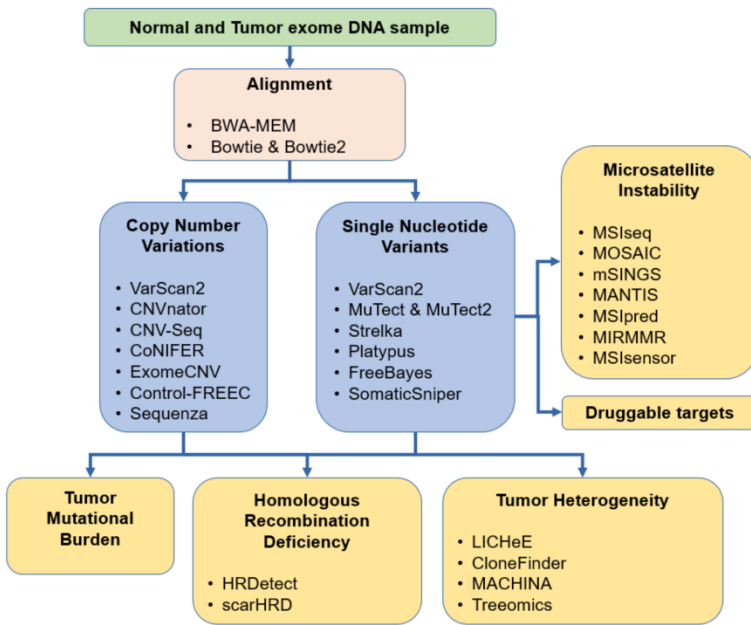 Normal and Tumor exome DNA sample
Alignment
• BWA-MEM
• Bowtie & Bowtie2
Copy Number
Variations
• VarScan2
• CNVnator
• CNV-Seq
• CoNIFER
• ExomeCNV
• Control-FREEC
• Sequenza
Single Nucleotide
Variants
• VarScan2
• MuTect & MuTect2
• Strelka
• Platypus
• FreeBayes
• SomaticSniper
Microsatellite
Instability
• MSIseq
• MOSAIC
• mSINGS
• MANTIS
• MSIpred
• MIRMMR
• MSIsensor
Druggable targets
Tumor
Mutational
Burden
Homologous
Recombination
Deficiency
• HRDetect
• scarHRD
Tumor Heterogeneity
• LICHeE
• CloneFinder
• MACHINA
• Treeomics